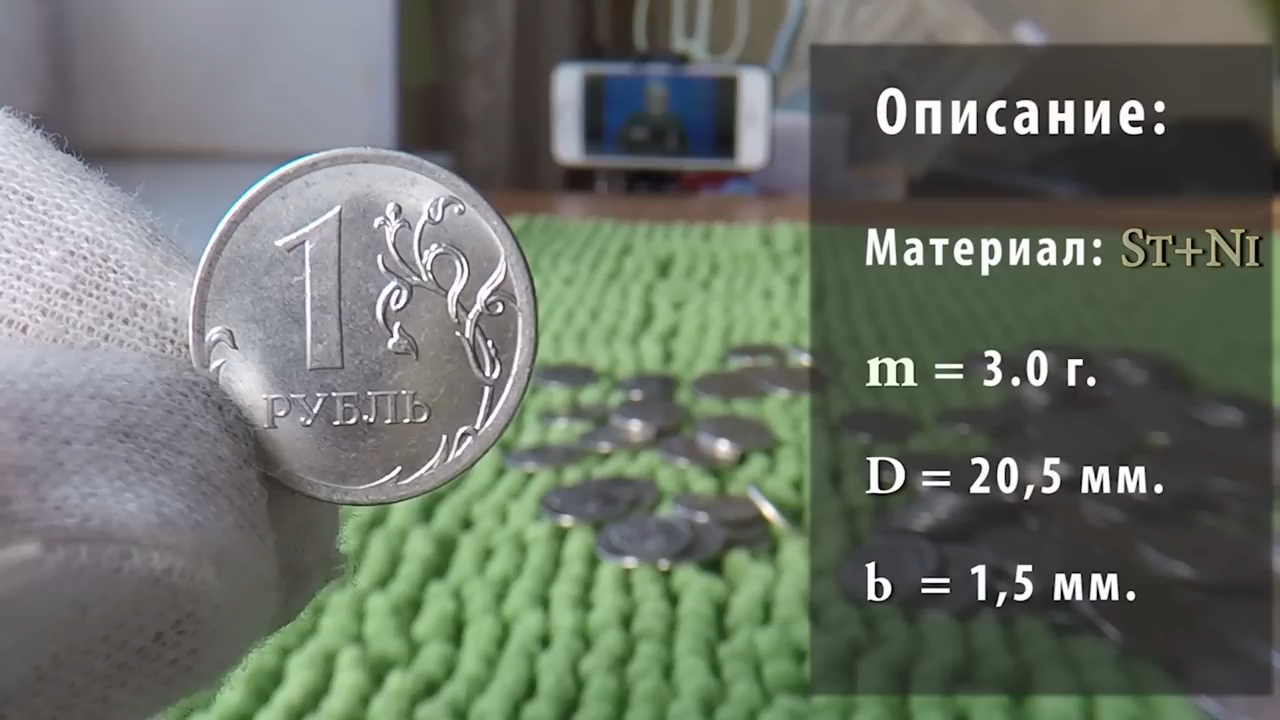 1
РУБЛЬ
Описание:
Материал: ST+NI
m = 3.0 г.
D = 20,5 мм.
b = 1,5 мм.